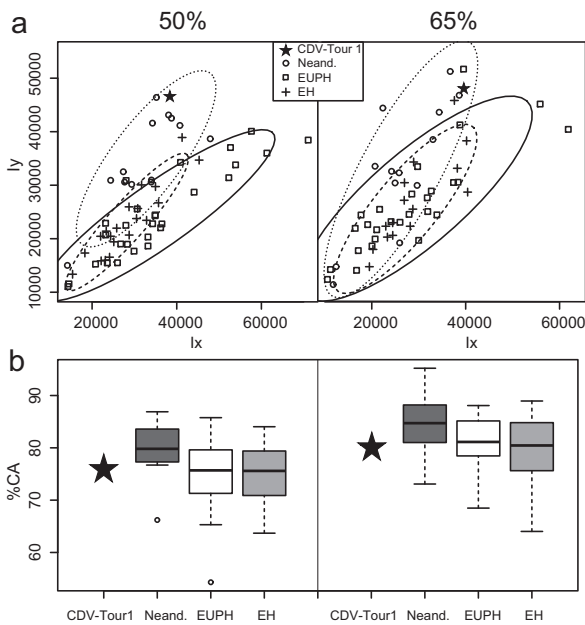 a
50%
65%
CDV-Tour 1
Neand.
EUPH
EH
Iy
50000
40000
30000
20000
10000
20000 40000 60000
20000 40000 60000
Ix
Ix
b
%CA
90
80
70
60
CDV-Tour1 Neand. EUPH EH
CDV-Tour1 Neand. EUPH EH